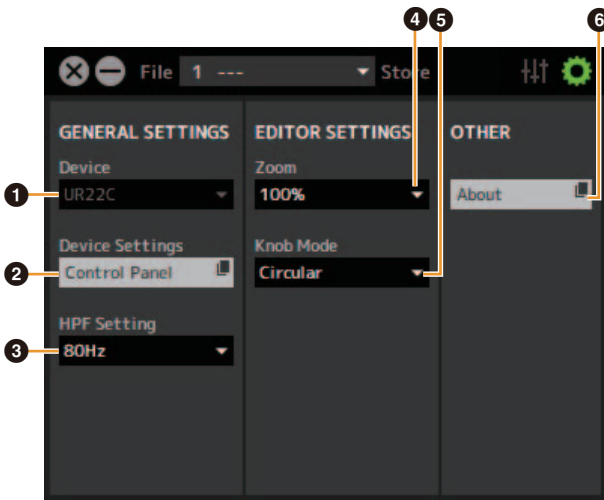 4 5 6
File 1 --- Store
GENERAL SETTINGS
Device
1 UR22C
Device Settings
2 Control Panel
HPF Setting
3 80Hz
EDITOR SETTINGS
Zoom
100%
Knob Mode
Circular
OTHER
About